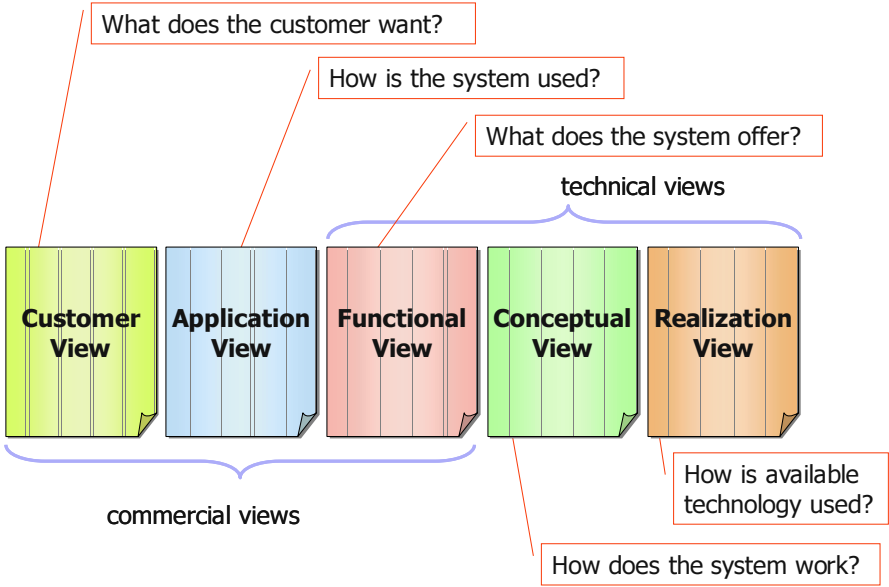 What does the customer want?
How is the system used?
What does the system offer?
technical views
Customer
View
Application
View
Functional
View
Conceptual
View
Realization
View
How is available
technology used?
commercial views
How does the system work?